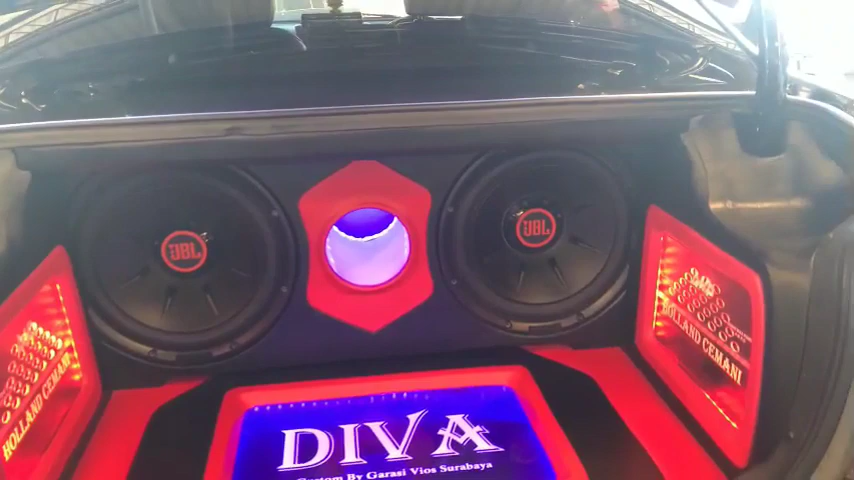 JBL
JBL
HOLLAND CEMANI
HOLLAND CEMANI
DIVA
Custom By Garasi Vios Surabaya